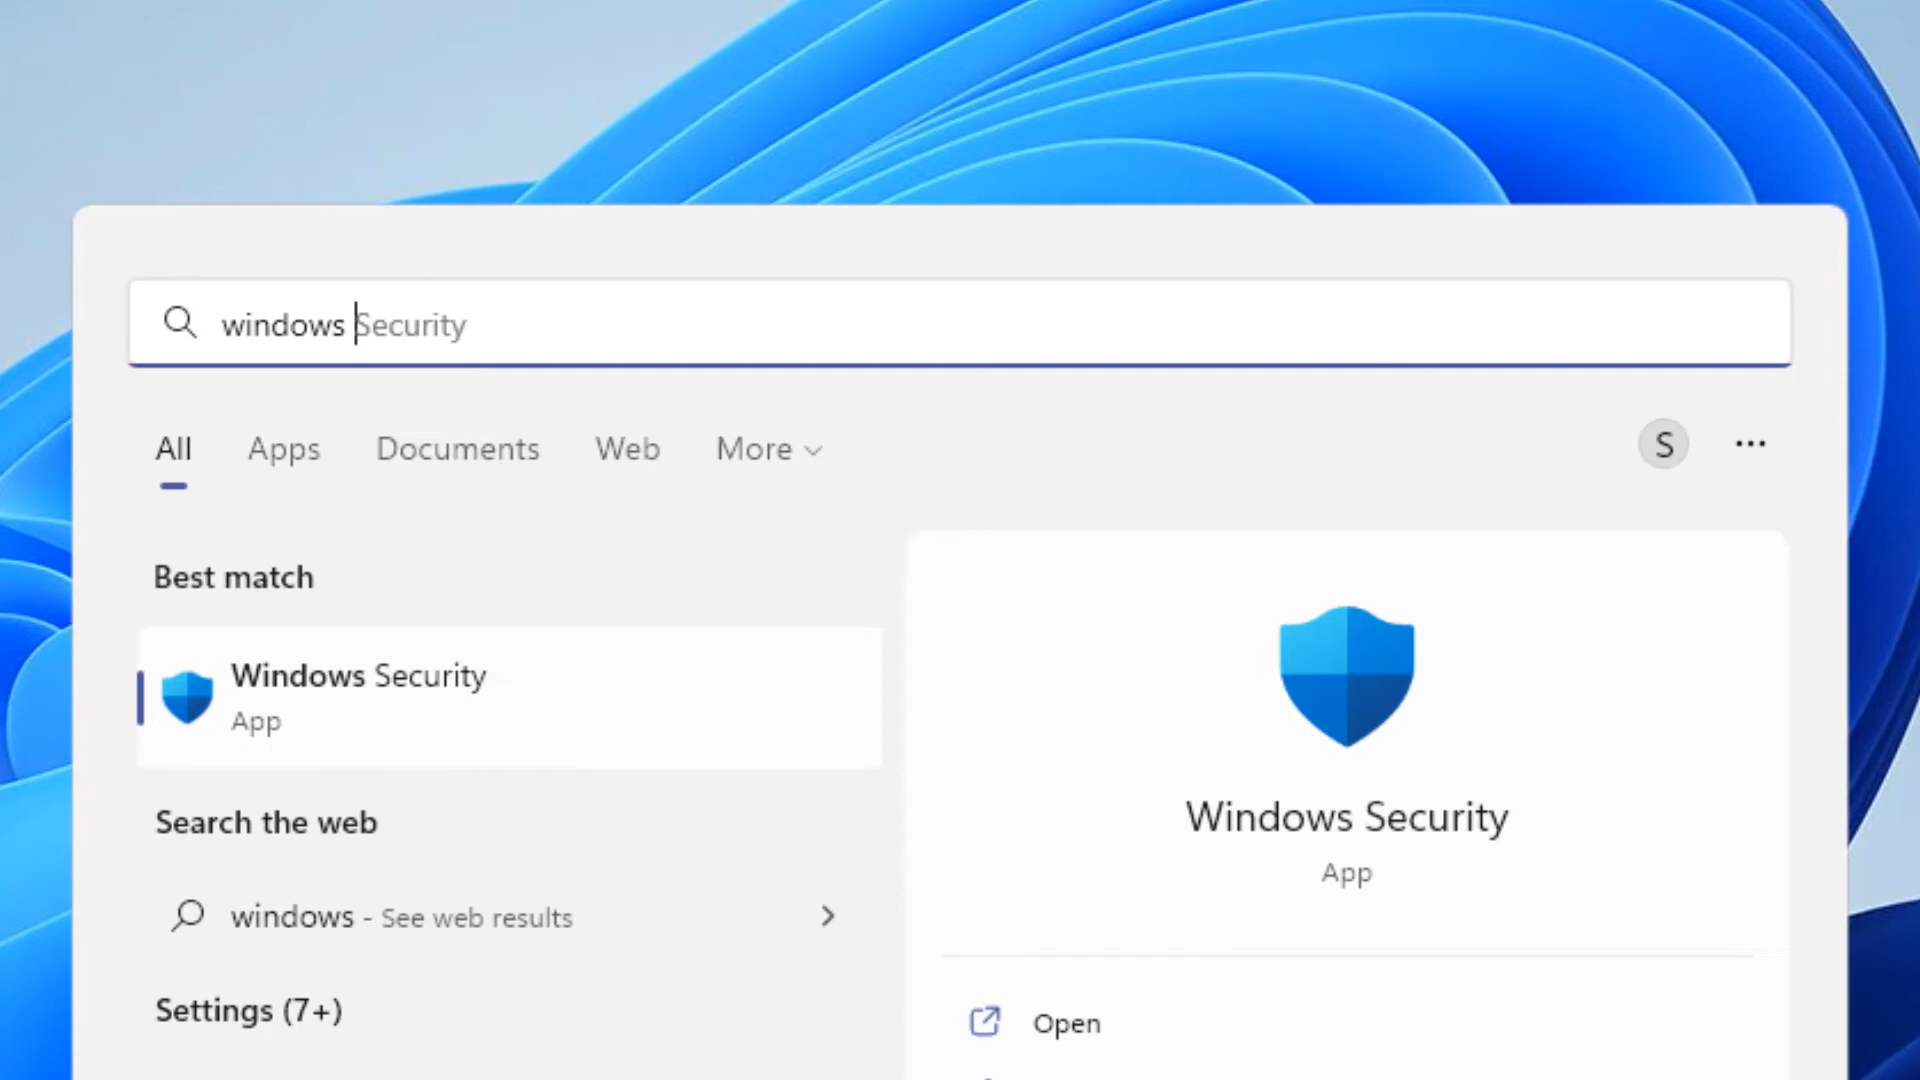 windows Security
All Apps Documents Web More
S ...
Best match
Windows Security
App
Search the web
windows - See web results
Settings (7+)
Windows Security
App
Open